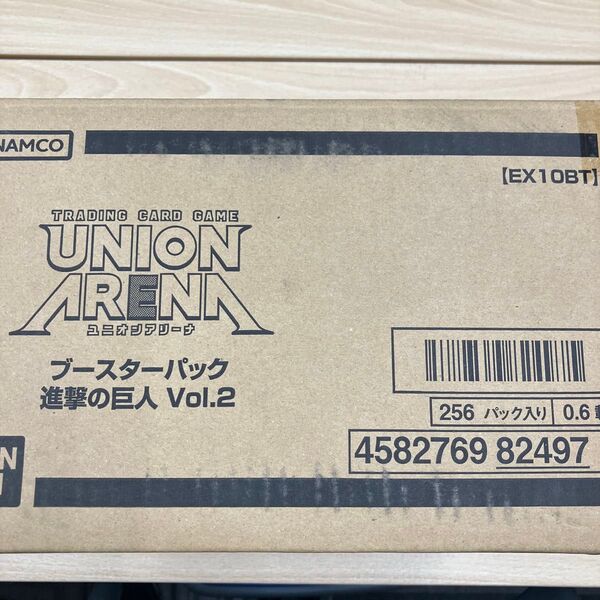 NAMCO
【EX10BT】
TRADING CARD GAME
UNION
ARENA
ユニオンアリーナ
ブースターパック
進撃の巨人 Vol.2
256 パック入り 0.6
4582769 82497